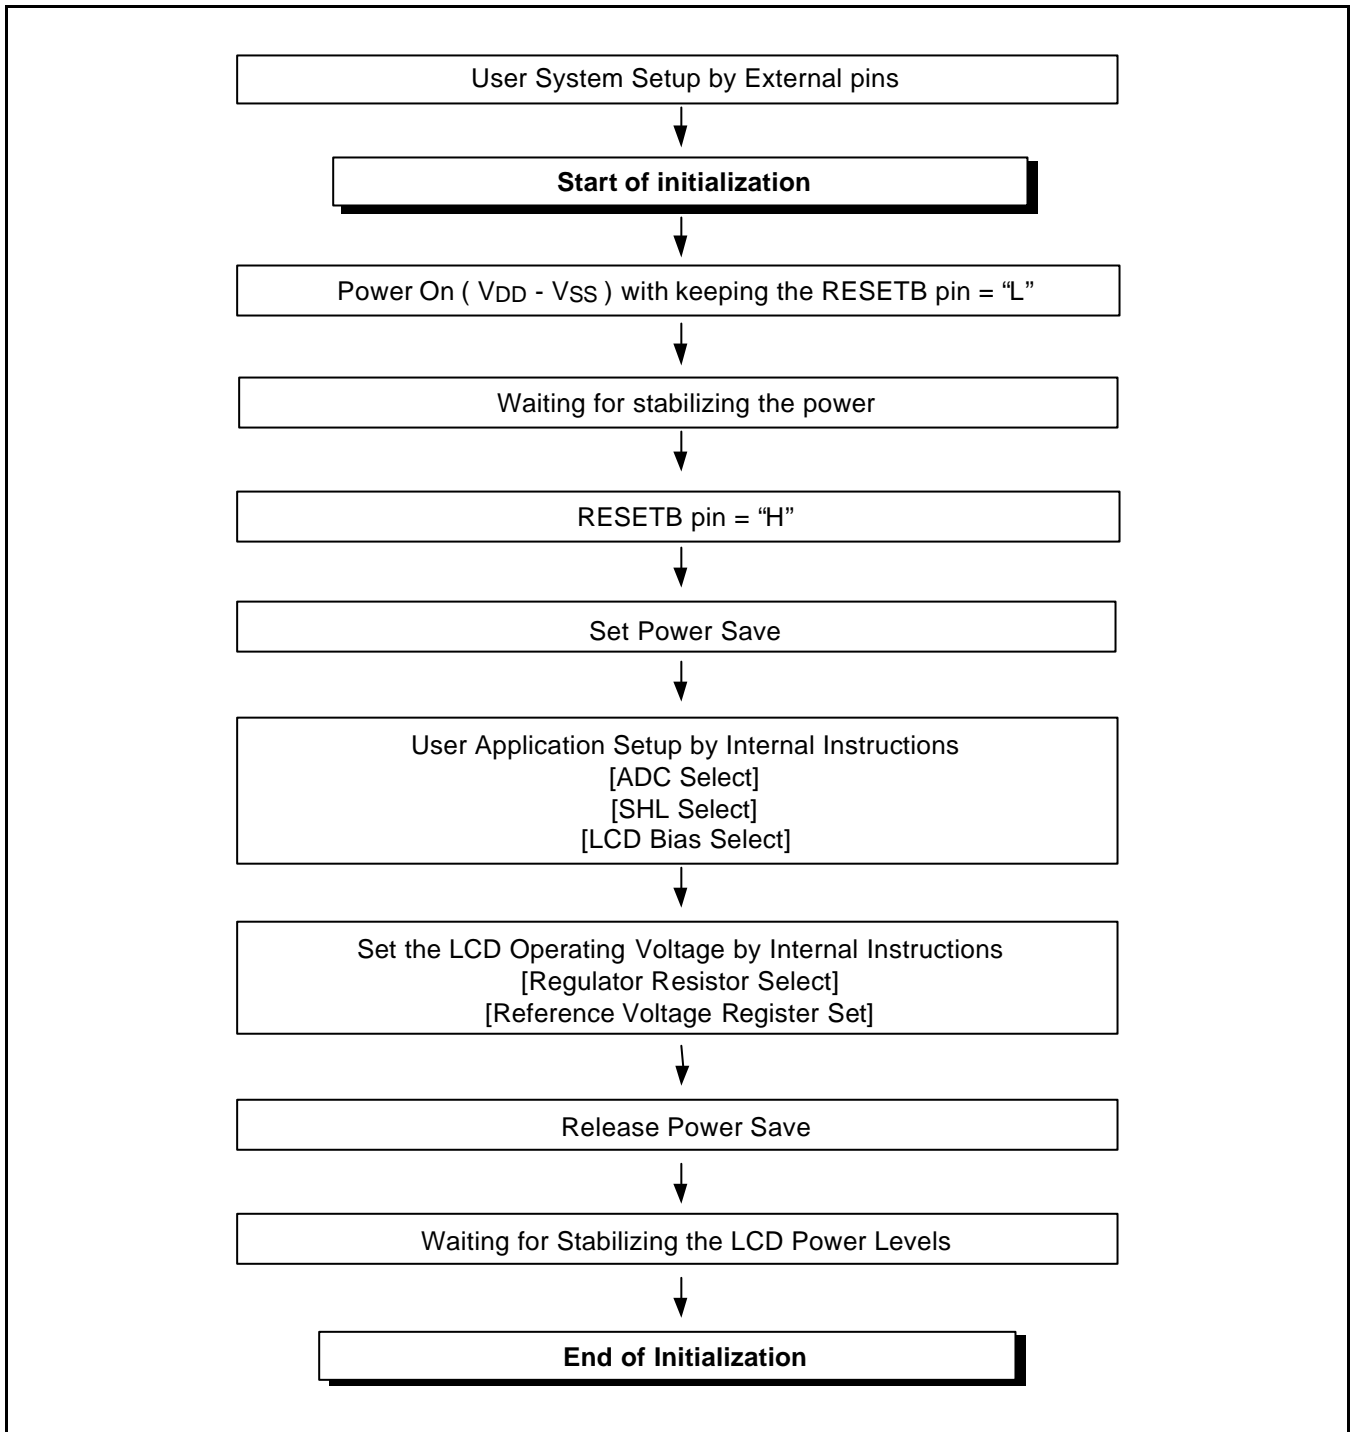 User System Setup by External pins
Start of initialization
Power On ( VDD - VSS ) with keeping the RESETB pin = “L”
Waiting for stabilizing the power
RESETB pin = “H”
Set Power Save
User Application Setup by Internal Instructions
[ADC Select]
[SHL Select]
[LCD Bias Select]
Set the LCD Operating Voltage by Internal Instructions
[Regulator Resistor Select]
[Reference Voltage Register Set]
Release Power Save
Waiting for Stabilizing the LCD Power Levels
End of Initialization